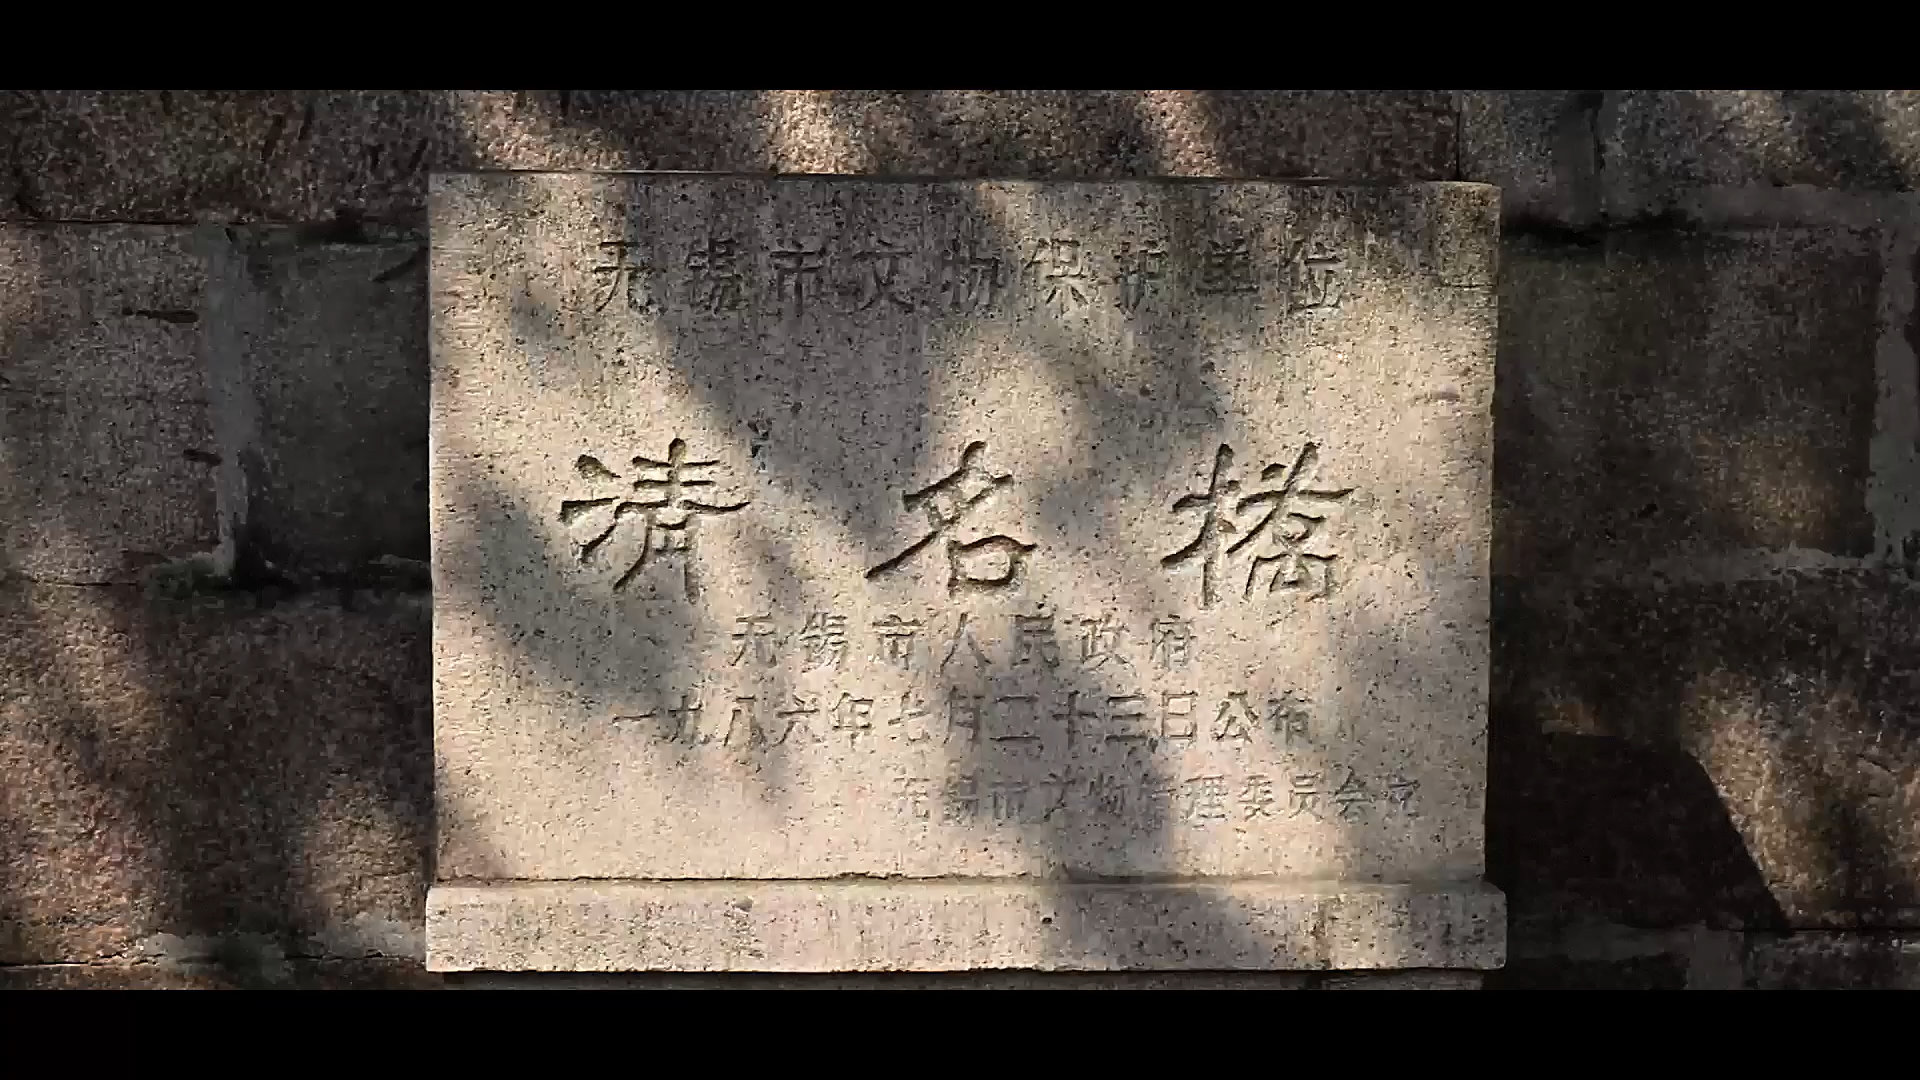 无锡市文物保护单位
清名橋
无锡市人民政府
一九八六年七月二十三日公布
无锡市文物管理委员会立